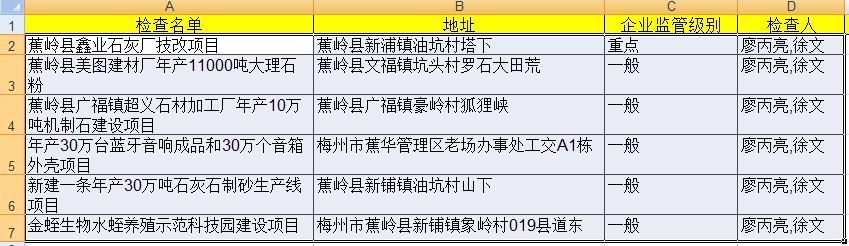 A B C D
1 检查名单 地址 企业监管级别 检查人
2 蕉岭县鑫业石灰厂技改项目 蕉岭县新浦镇油坑村塔下 重点 廖丙亮,徐文
蕉岭县美图建材厂年产11000吨大理石
3 粉 蕉岭县文福镇坑头村罗石大田荒 一般 廖丙亮,徐文
蕉岭县广福镇超义石材加工厂年产10万
4 吨机制石建设项目 蕉岭县广福镇豪岭村狐狸峡 一般 廖丙亮,徐文
年产30万台蓝牙音响成品和30万个音箱
5 外壳项目 梅州市蕉华管理区老场办事处工交A1栋 一般 廖丙亮,徐文
新建一条年产30万吨石灰石制砂生产线
6 项目 蕉岭县新铺镇油坑村山下 一般 廖丙亮,徐文
7 金蛭生物水蛭养殖示范科技园建设项目 梅州市蕉岭县新铺镇象岭村019县道东 一般 廖丙亮,徐文